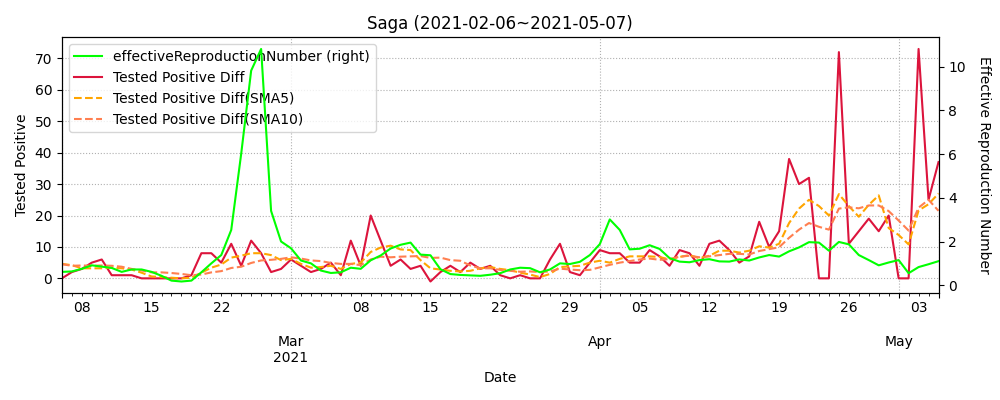 Saga (2021-02-06~2021-05-07)
effectiveReproductionNumber (right)
Tested Positive Diff
Tested Positive Diff(SMA5)
Tested Positive Diff(SMA10)
Tested Positive
70
60
50
40
30
20
10
0
10
8
6
4
2
0
Effective Reproduction Number
08 15 22 08 15 22 29 05 12 19 26 03
Mar Apr May
2021
Date